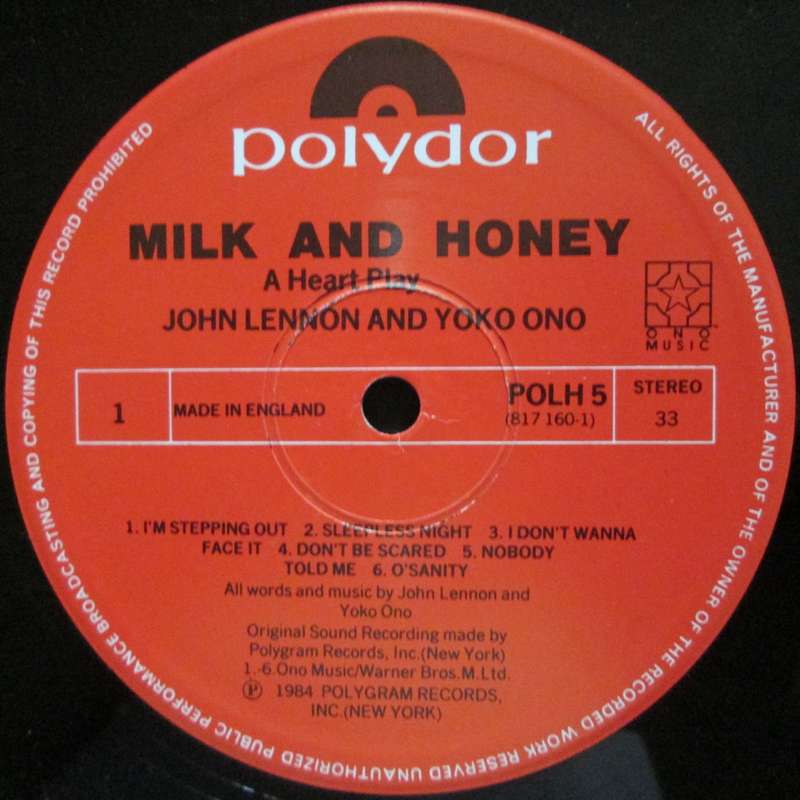 polydor
MILK AND HONEY
A Heart Play
JOHN LENNON AND YOKO ONO
ONO
MUSIC
1
MADE IN ENGLAND
POLH 5
(817 160-1)
STEREO
33
1. I'M STEPPING OUT 2. SLEEPLESS NIGHT 3. I DON'T WANNA
FACE IT 4. DON'T BE SCARED 5. NOBODY
TOLD ME 6. O'SANITY
All words and music by John Lennon and
Yoko Ono
Original Sound Recording made by
Polygram Records, Inc.(New York)
1.-6.Ono Music/Warner Bros.M.Ltd.
Ⓟ 1984 POLYGRAM RECORDS,
INC.(NEW YORK)
ALL RIGHTS OF THE MANUFACTURER AND OF THE OWNER OF THE RECORDED WORK RESERVED UNAUTHORIZED PUBLIC PERFORMANCE BROADCASTING AND COPYING OF THIS RECORD PROHIBITED